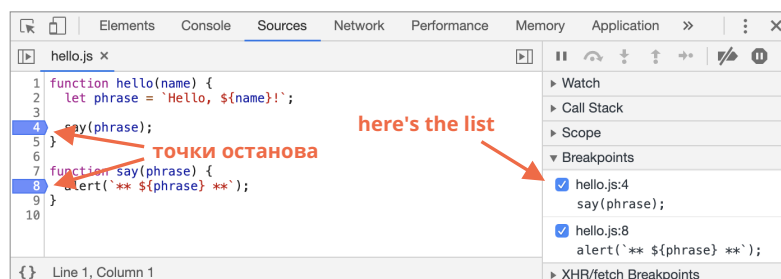 Elements Console Sources Network Performance Memory Application »
hello.js ×
1 function hello(name) {
2 let phrase = `Hello, ${name}!`;
3
4 say(phrase);
5 }
6
7 function say(phrase) {
8 alert(`** ${phrase} **`);
9 }
10
точки останова
here's the list
Watch
Call Stack
Scope
Breakpoints
hello.js:4
say(phrase);
hello.js:8
alert(`** ${phrase} **`);
XHR/fetch Breakpoints
{} Line 1, Column 1